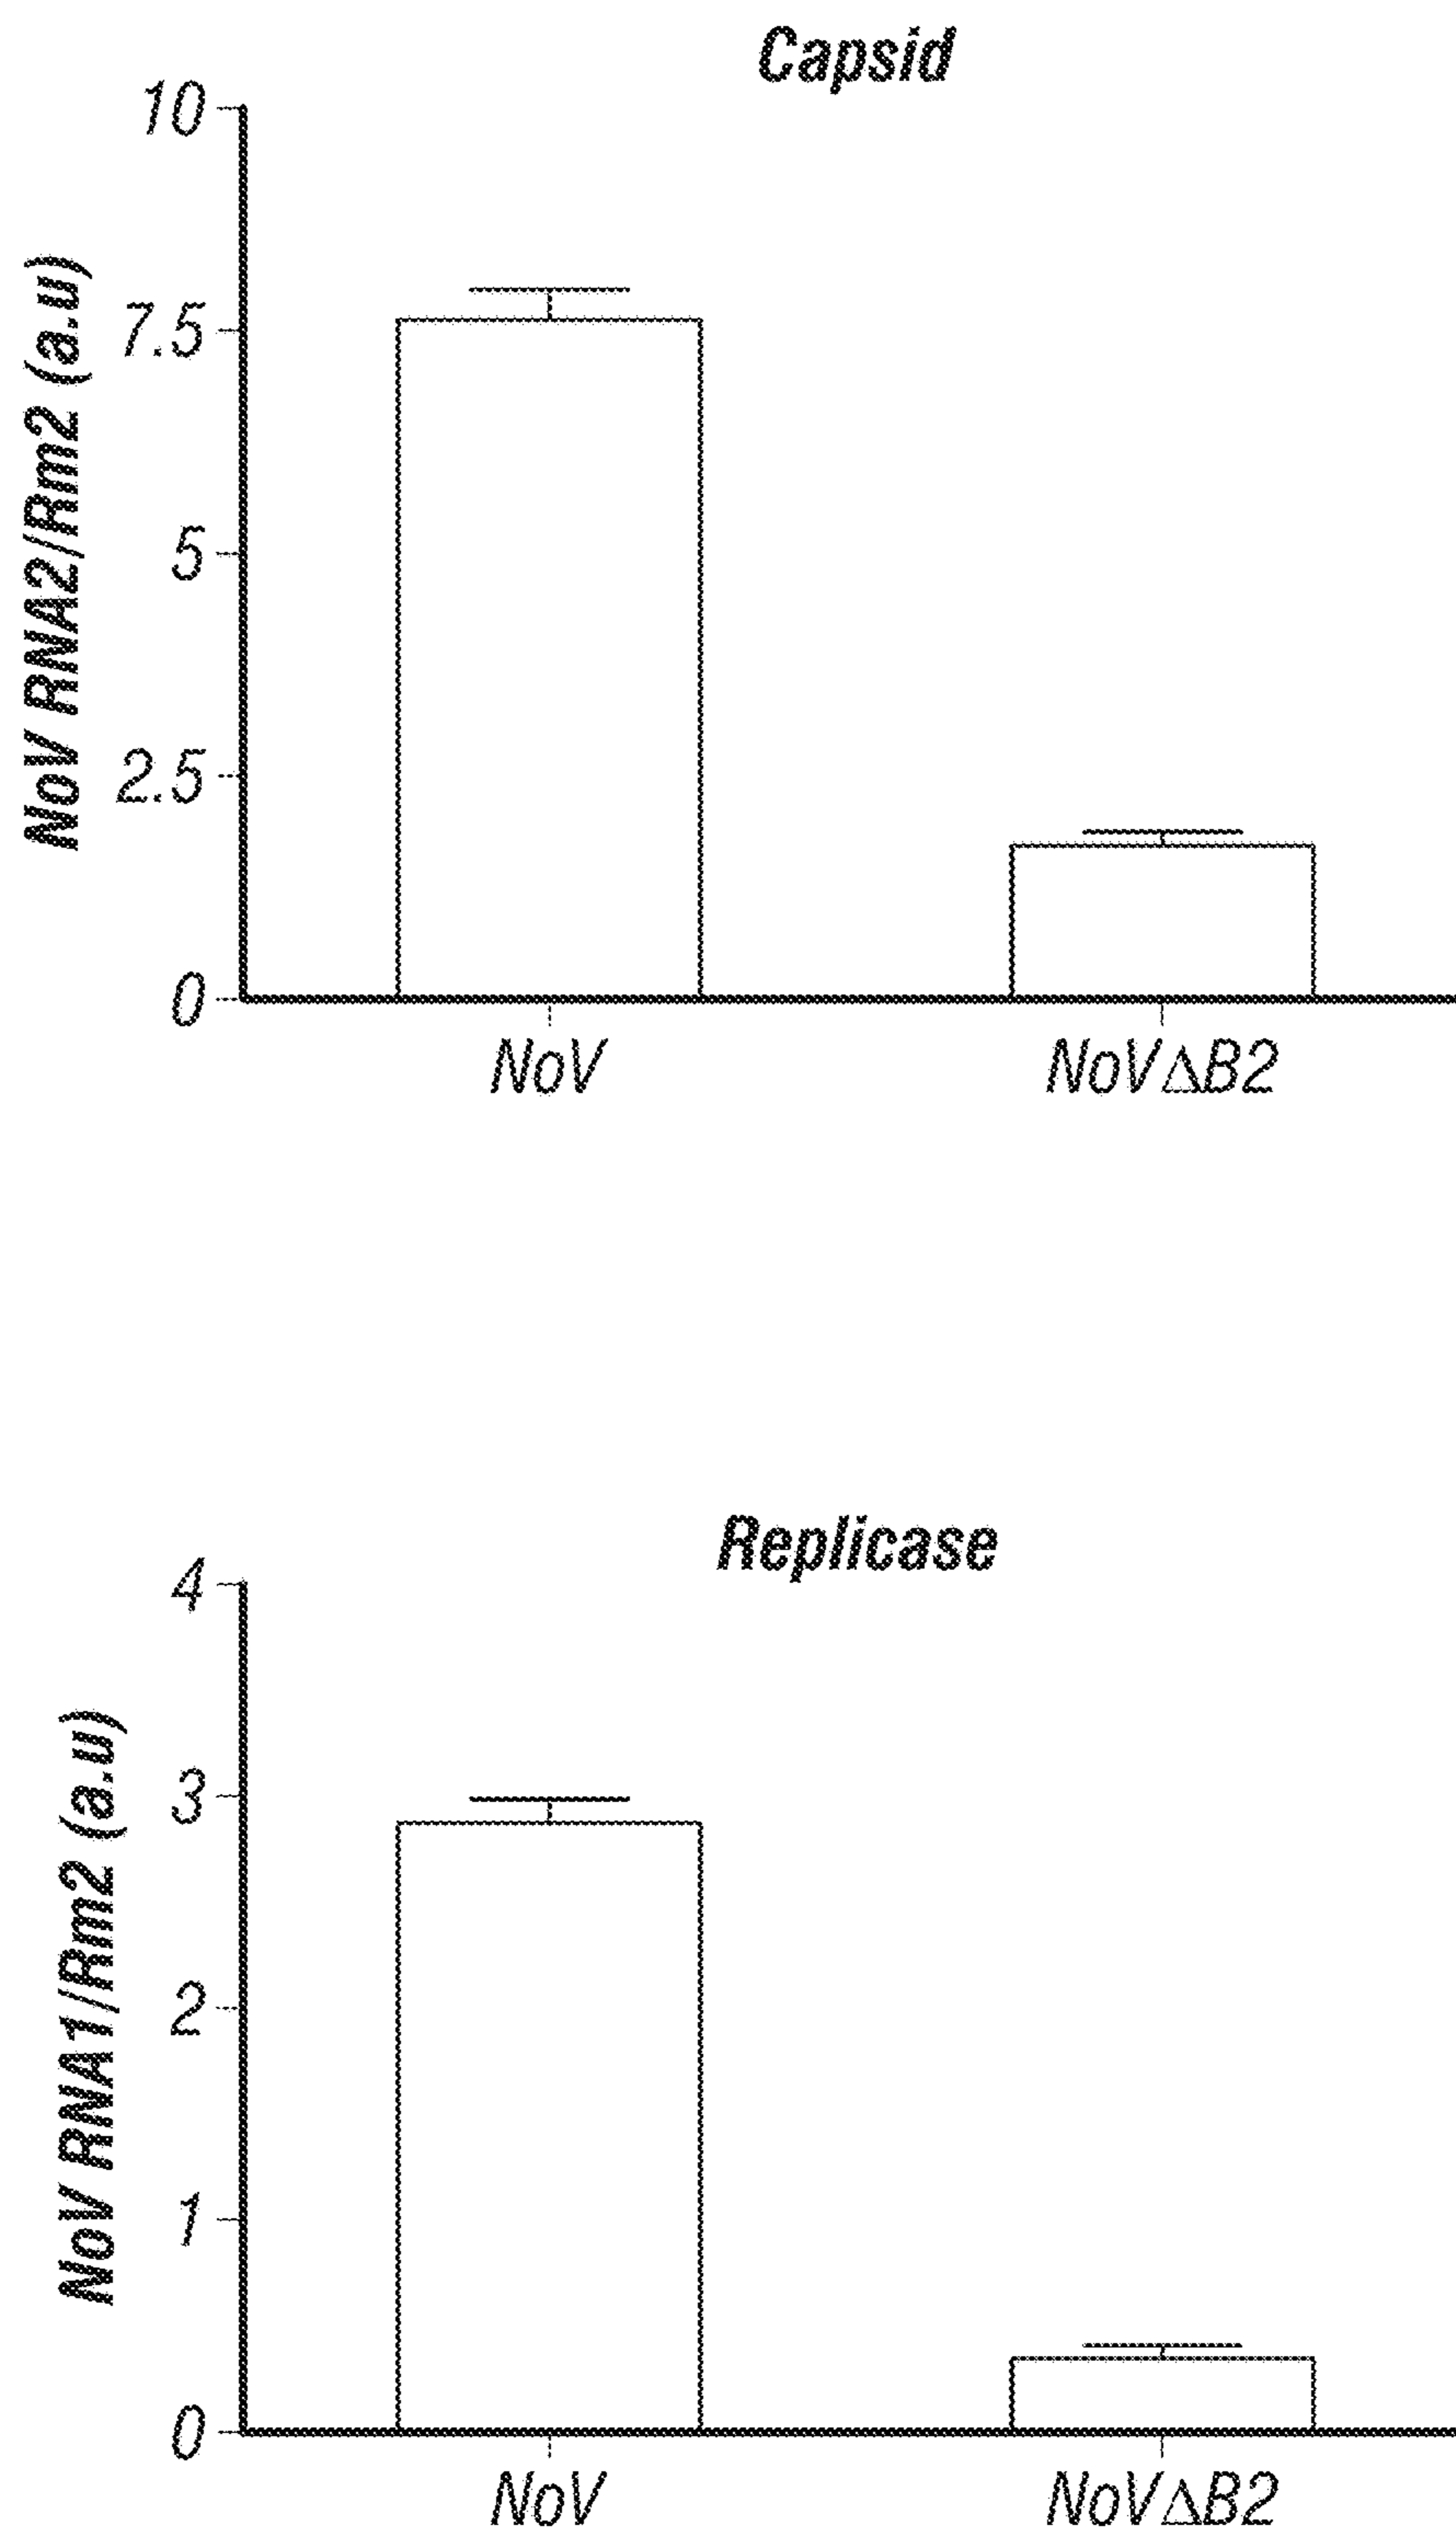 Capsid
NoV RNA2/Rm2 (a.u)
10
7.5
5
2.5
0
NoV
NoVΔB2
Replicase
NoV RNA1/Rm2 (a.u)
4
3
2
1
0
NoV
NoVΔB2